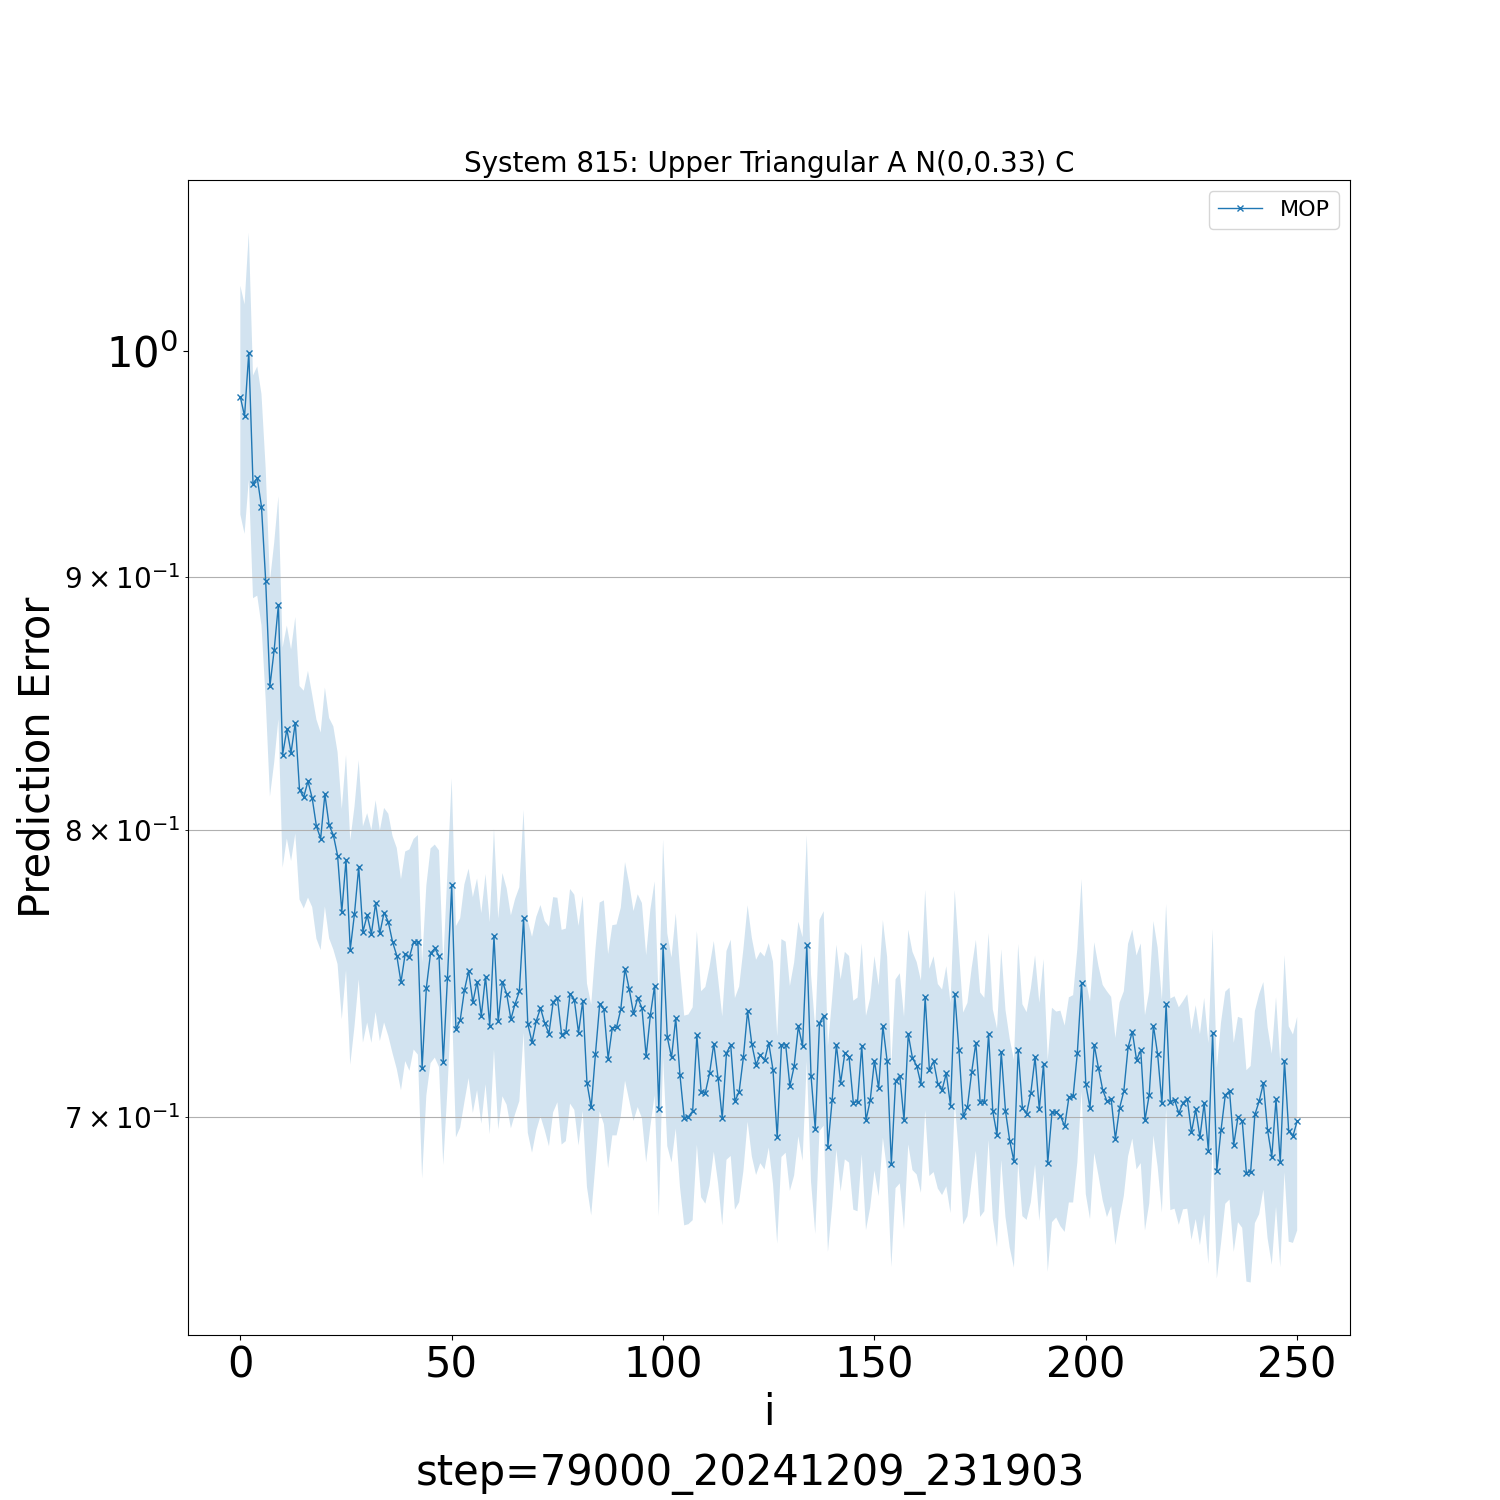 System 815: Upper Triangular A N(0,0.33) C
MOP
10⁰
9 × 10⁻¹
8 × 10⁻¹
7 × 10⁻¹
Prediction Error
0 50 100 150 200 250
i
step=79000_20241209_231903